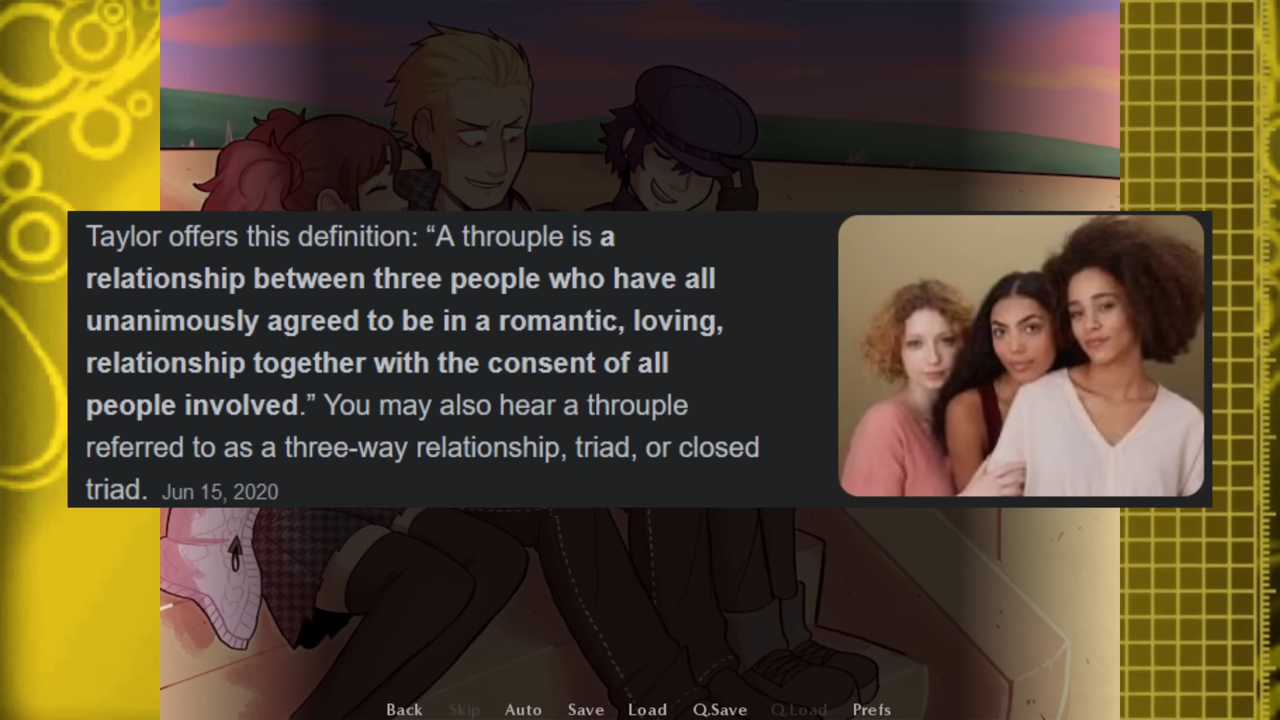 Taylor offers this definition: “A throuple is a
relationship between three people who have all
unanimously agreed to be in a romantic, loving,
relationship together with the consent of all
people involved.” You may also hear a throuple
referred to as a three-way relationship, triad, or closed
triad. Jun 15, 2020
Back Skip Auto Save Load Q.Save Q.Load Prefs